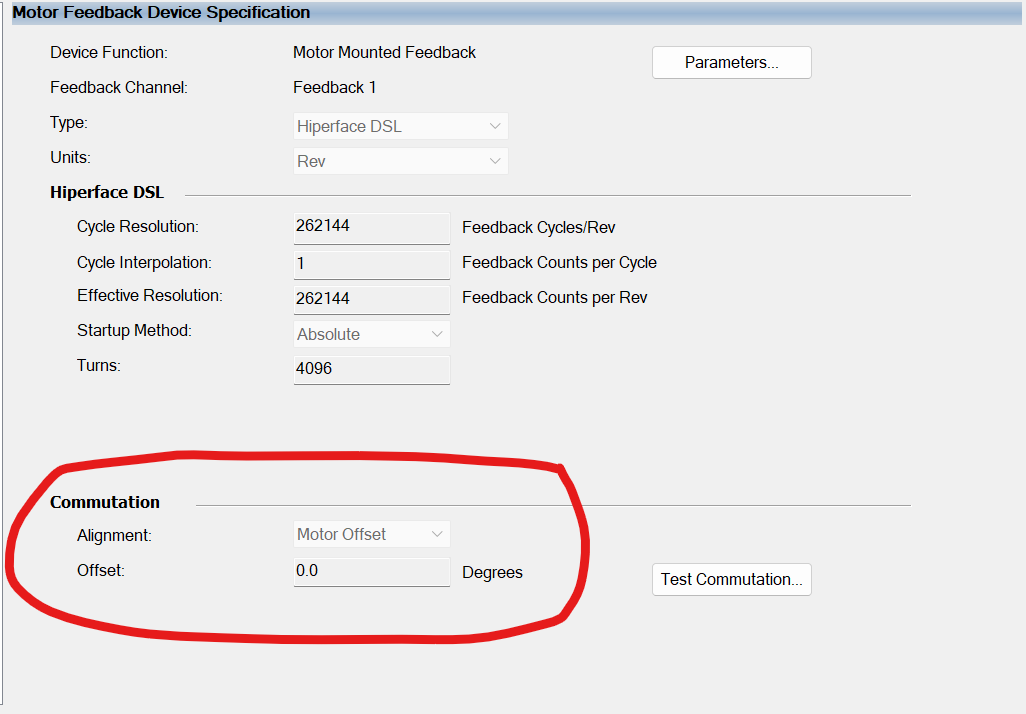 Motor Feedback Device Specification
Device Function: Motor Mounted Feedback Parameters...
Feedback Channel: Feedback 1
Type: Hiperface DSL
Units: Rev
Hiperface DSL
Cycle Resolution: 262144 Feedback Cycles/Rev
Cycle Interpolation: 1 Feedback Counts per Cycle
Effective Resolution: 262144 Feedback Counts per Rev
Startup Method: Absolute
Turns: 4096
Commutation
Alignment: Motor Offset
Offset: 0.0 Degrees Test Commutation...